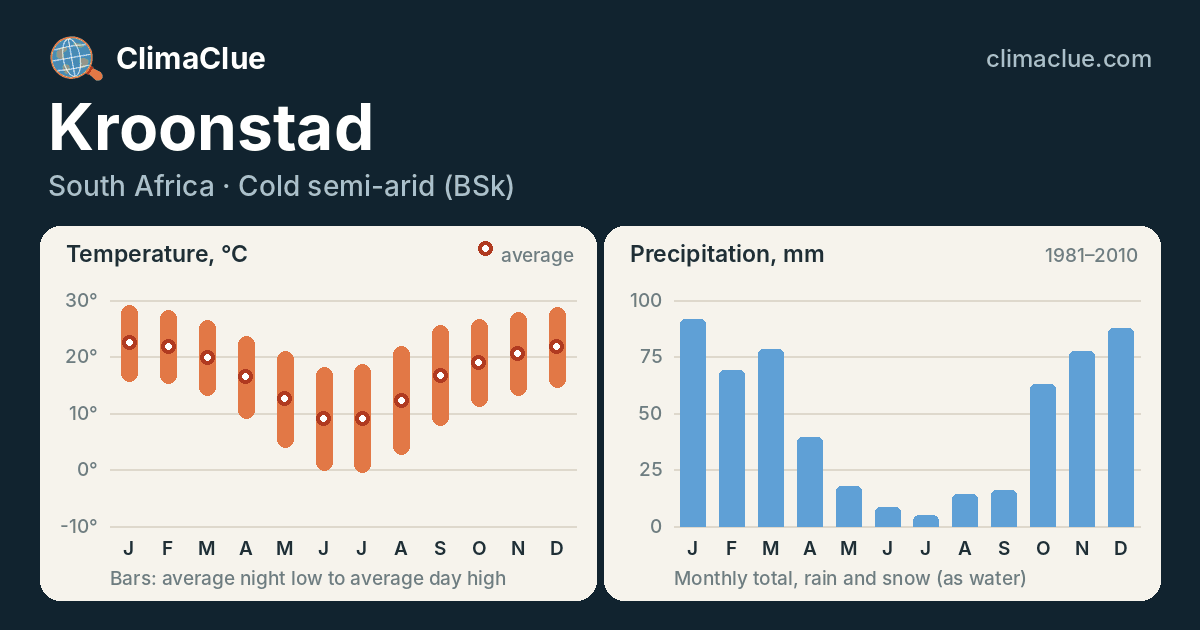 ClimaClue
climaclue.com
Kroonstad
South Africa · Cold semi-arid (BSk)
Temperature, °C
average
30°
20°
10°
0°
-10°
J F M A M J J A S O N D
Bars: average night low to average day high
Precipitation, mm
1981–2010
100
75
50
25
0
J F M A M J J A S O N D
Monthly total, rain and snow (as water)